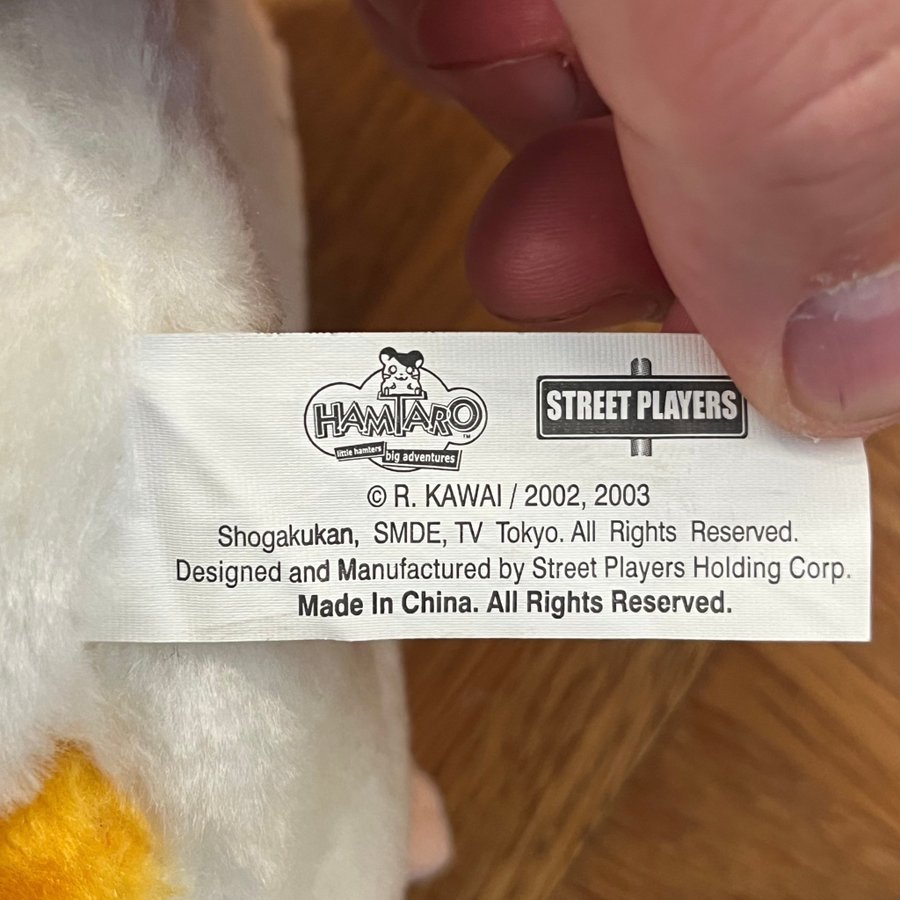 HAMTARO™
little hamsters big adventures
STREET PLAYERS
© R. KAWAI / 2002, 2003
Shogakukan, SMDE, TV Tokyo. All Rights Reserved.
Designed and Manufactured by Street Players Holding Corp.
Made In China. All Rights Reserved.